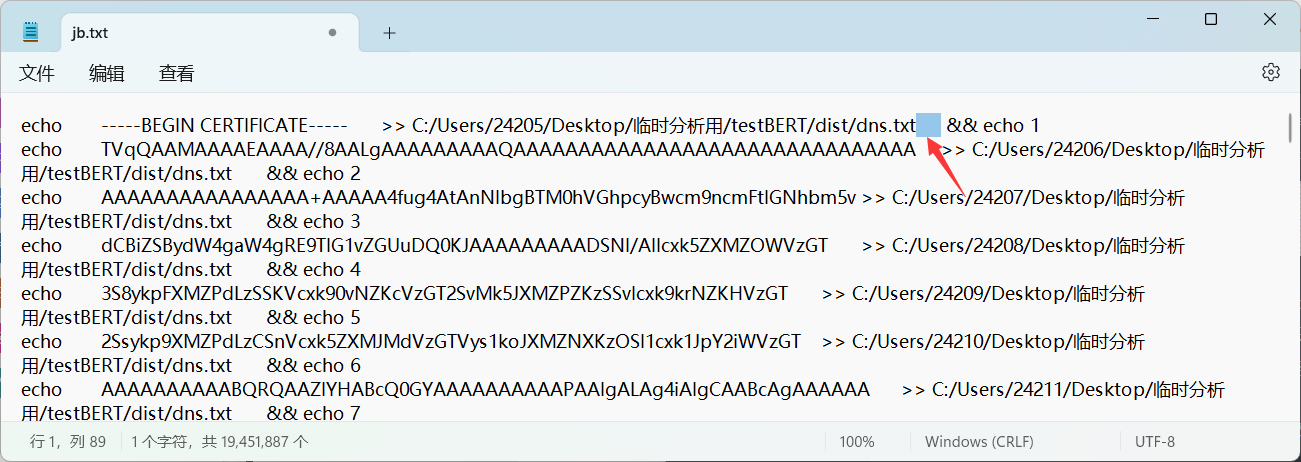 jb.txt
文件 编辑 查看
echo -----BEGIN CERTIFICATE----- >> C:/Users/24205/Desktop/临时分析用/testBERT/dist/dns.txt && echo 1
echo TVqQAAMAAAAEAAAA//8AALgAAAAAAAAAQAAAAAAAAAAAAAAAAAAAAAAAAAAAAAAA >> C:/Users/24206/Desktop/临时分析
用/testBERT/dist/dns.txt && echo 2
echo AAAAAAAAAAAAAAAA+AAAAA4fug4AtAnNIbgBTM0hVGhpcyBwcm9ncmFtIGNhbm5v >> C:/Users/24207/Desktop/临时分析
用/testBERT/dist/dns.txt && echo 3
echo dCBiZSBydW4gaW4gRE9TIG1vZGUuDQ0KJAAAAAAAAADSNI/AlIcxk5ZXMZOWVzGT >> C:/Users/24208/Desktop/临时分析
用/testBERT/dist/dns.txt && echo 4
echo 3S8ykpFXMZPdLzSSKVcxk90vNZKcVzGT2SvMk5JXMZPZKzSSvlcxk9krNZKHVzGT >> C:/Users/24209/Desktop/临时分析
用/testBERT/dist/dns.txt && echo 5
echo 2Ssykp9XMZPdLzCSnVcxk5ZXMJMdVzGTVys1koJXMZNXKzOSl1cxk1JpY2iWVzGT >> C:/Users/24210/Desktop/临时分析
用/testBERT/dist/dns.txt && echo 6
echo AAAAAAAAAABQRQAAZIYHABcQ0GYAAAAAAAAAAPAAIgALAg4iAIgCAABcAgAAAAAA >> C:/Users/24211/Desktop/临时分析
用/testBERT/dist/dns.txt && echo 7
行 1，列 89 1 个字符，共 19,451,887 个 100% Windows (CRLF) UTF-8